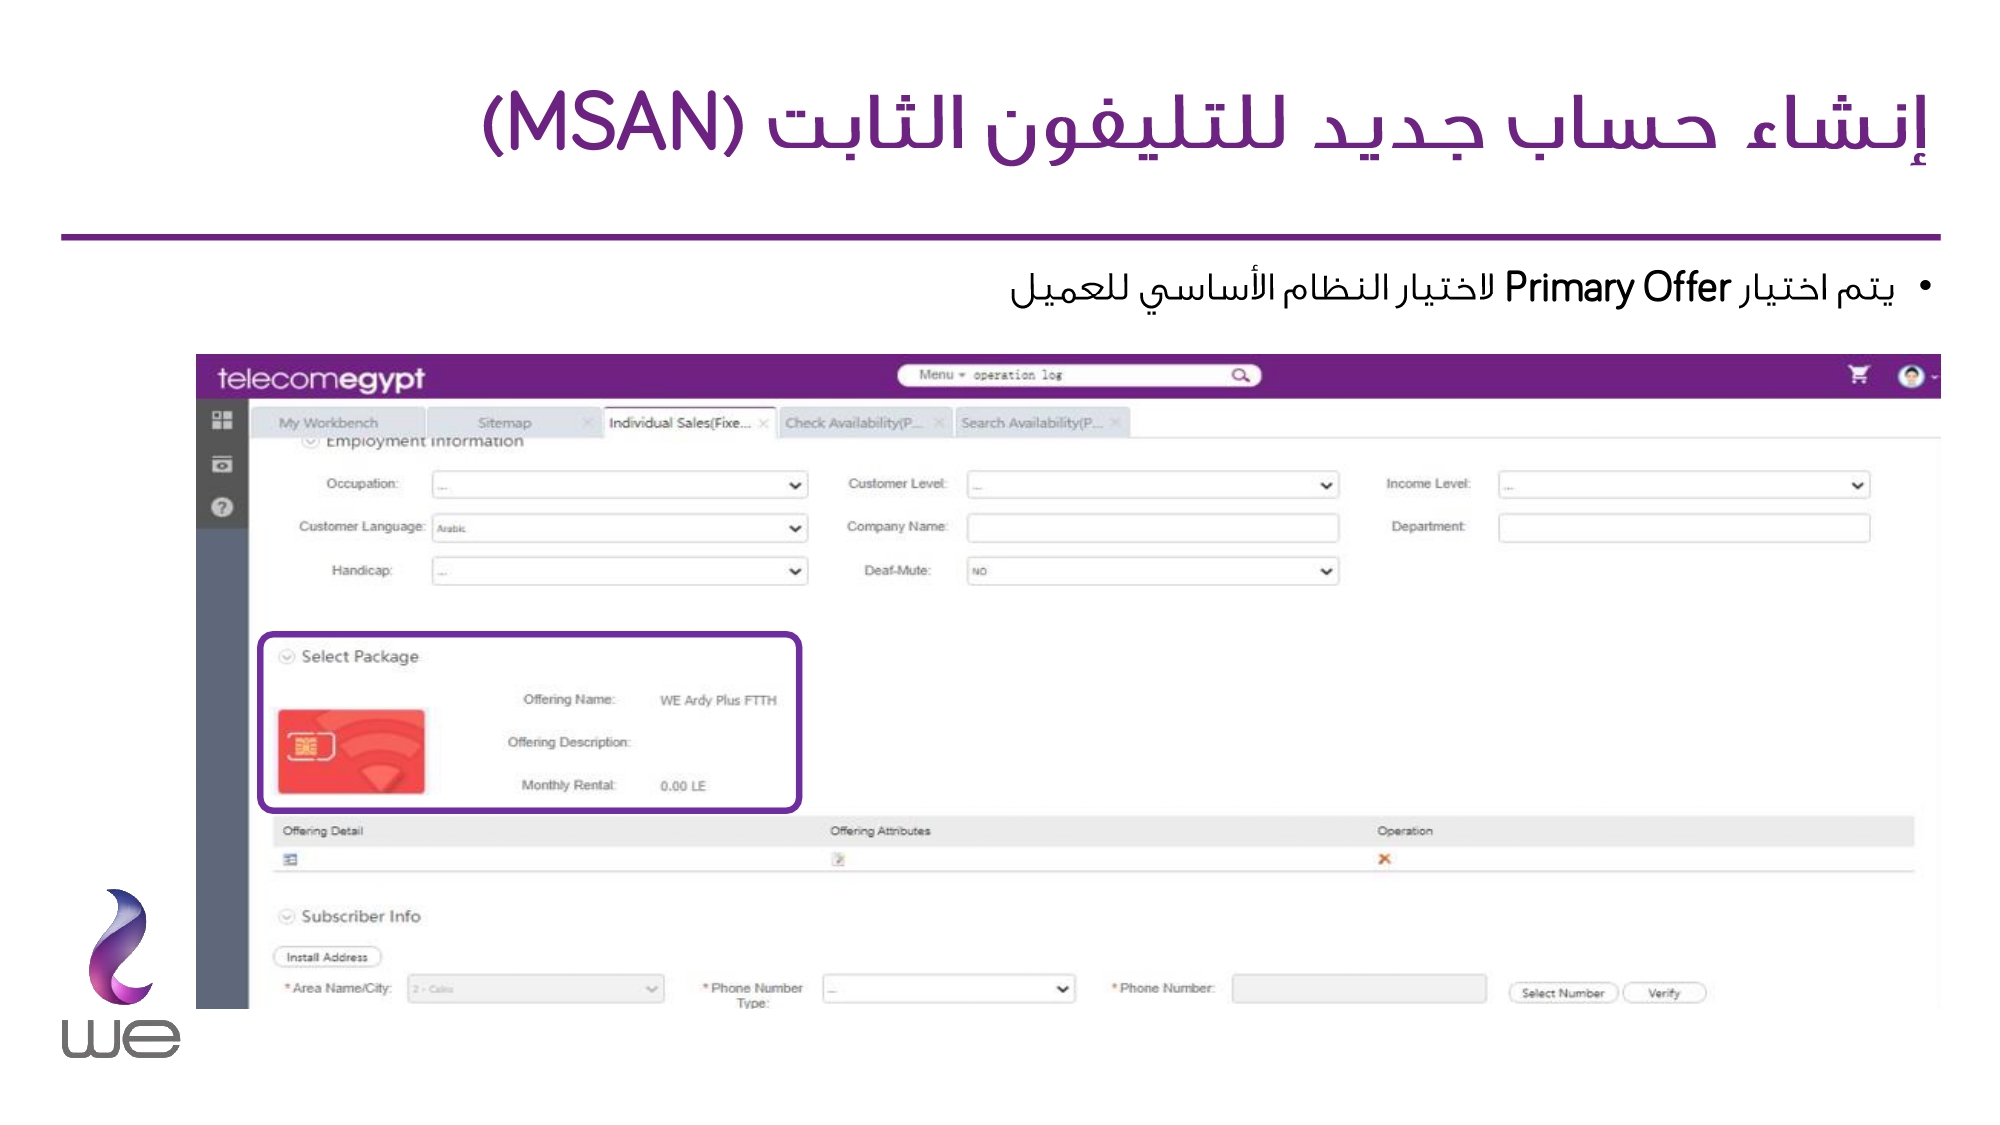 إنشاء حساب جديد للتليفون الثابت (MSAN)
• يتم اختيار Primary Offer لاختيار النظام الأساسي للعميل
telecomegypt
Menu operation log
My Workbench Sitemap Individual Sales(Fixe... Check Availability(P... Search Availability(P...
Employment Information
Occupation: ... Customer Level: ... Income Level: ...
Customer Language: Arabic Company Name: Department:
Handicap: ... Deaf-Mute: NO
Select Package
Offering Name: WE Ardy Plus FTTH
Offering Description:
Monthly Rental: 0.00 LE
Offering Detail Offering Attributes Operation
Subscriber Info
Install Address
* Area Name/City: 2 - Cairo * Phone Number Type: ... * Phone Number: Select Number Verify
we